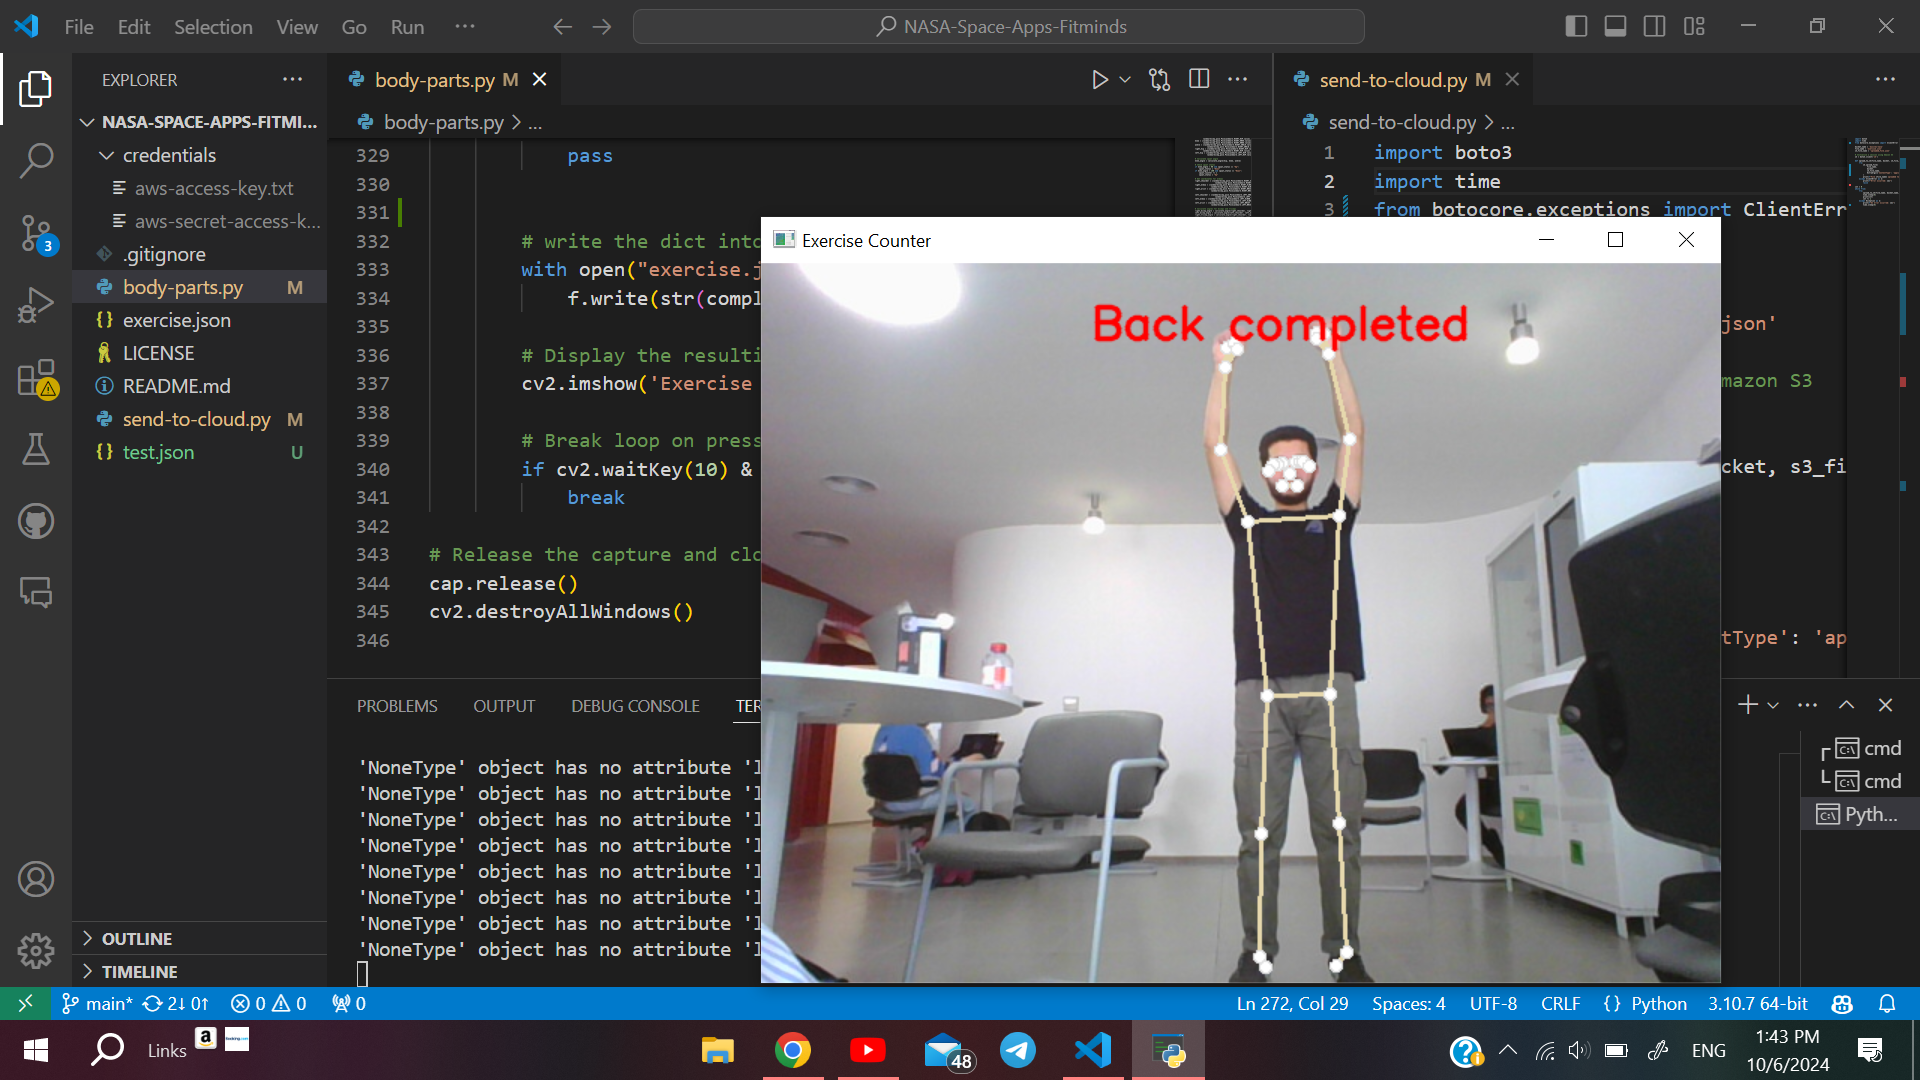 File Edit Selection View Go Run ...
NASA-Space-Apps-Fitminds
EXPLORER
NASA-SPACE-APPS-FITMI...
credentials
aws-access-key.txt
aws-secret-access-k...
.gitignore
body-parts.py M
exercise.json
LICENSE
README.md
send-to-cloud.py M
test.json U
OUTLINE
TIMELINE
3
body-parts.py M
body-parts.py > ...
329 pass
330
331
332 # write the dict into
333 with open("exercise.j
334 f.write(str(compl
335
336 # Display the resulti
337 cv2.imshow('Exercise
338
339 # Break loop on press
340 if cv2.waitKey(10) &
341 break
342
343 # Release the capture and clo
344 cap.release()
345 cv2.destroyAllWindows()
346
send-to-cloud.py M
send-to-cloud.py > ...
1 import boto3
2 import time
3 from botocore.exceptions import ClientErr
json'
mazon S3
cket, s3_fi
tType': 'ap
Exercise Counter
Back completed
PROBLEMS OUTPUT DEBUG CONSOLE TER
'NoneType' object has no attribute 'l
'NoneType' object has no attribute 'l
'NoneType' object has no attribute 'l
'NoneType' object has no attribute 'l
'NoneType' object has no attribute 'l
'NoneType' object has no attribute 'l
'NoneType' object has no attribute 'l
'NoneType' object has no attribute 'l
cmd
cmd
Pyth...
main* 2↓ 0↑ 0 0 0
Ln 272, Col 29 Spaces: 4 UTF-8 CRLF {} Python 3.10.7 64-bit
Links
48
ENG
1:43 PM
10/6/2024